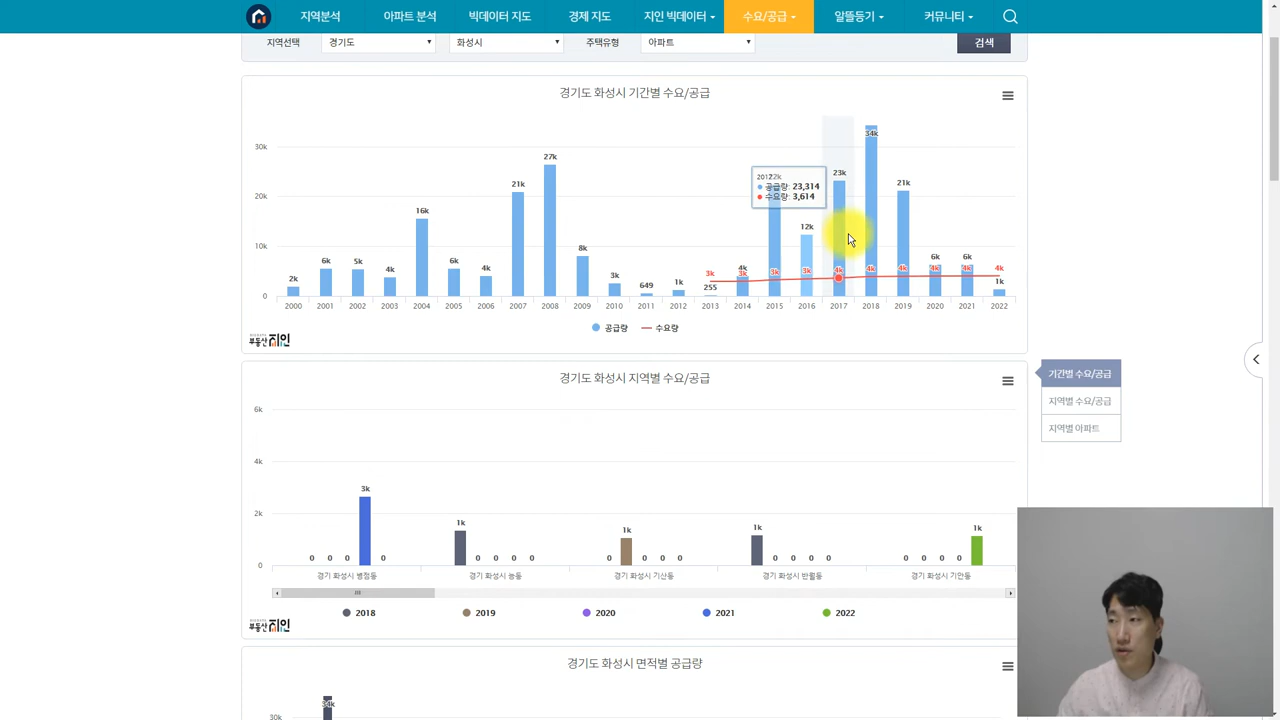 지역분석 아파트 분석 빅데이터 지도 경제 지도 지인 빅데이터 수요/공급 알뜰등기 커뮤니티
지역선택 경기도 화성시 주택유형 아파트 검색
경기도 화성시 기간별 수요/공급
30k
20k
10k
0
2k 6k 5k 4k 16k 6k 4k 21k 27k 8k 3k 649 1k 255 4k 12k 23k 34k 21k 6k 6k 1k
3k 3k 3k 3k 4k 4k 4k 4k 4k 4k
공급량: 23,314
수요량: 3,614
2000 2001 2002 2003 2004 2005 2006 2007 2008 2009 2010 2011 2012 2013 2014 2015 2016 2017 2018 2019 2020 2021 2022
공급량 수요량
부동산지인
경기도 화성시 지역별 수요/공급
6k
4k
2k
0
0 0 0 3k 0 1k 0 0 0 0 0 1k 0 0 0 1k 0 0 0 0 0 0 0 0 1k
경기 화성시 병점동 경기 화성시 능동 경기 화성시 기산동 경기 화성시 반월동 경기 화성시 기안동
2018 2019 2020 2021 2022
부동산지인
기간별 수요/공급
지역별 수요/공급
지역별 아파트
경기도 화성시 면적별 공급량
34k
30k